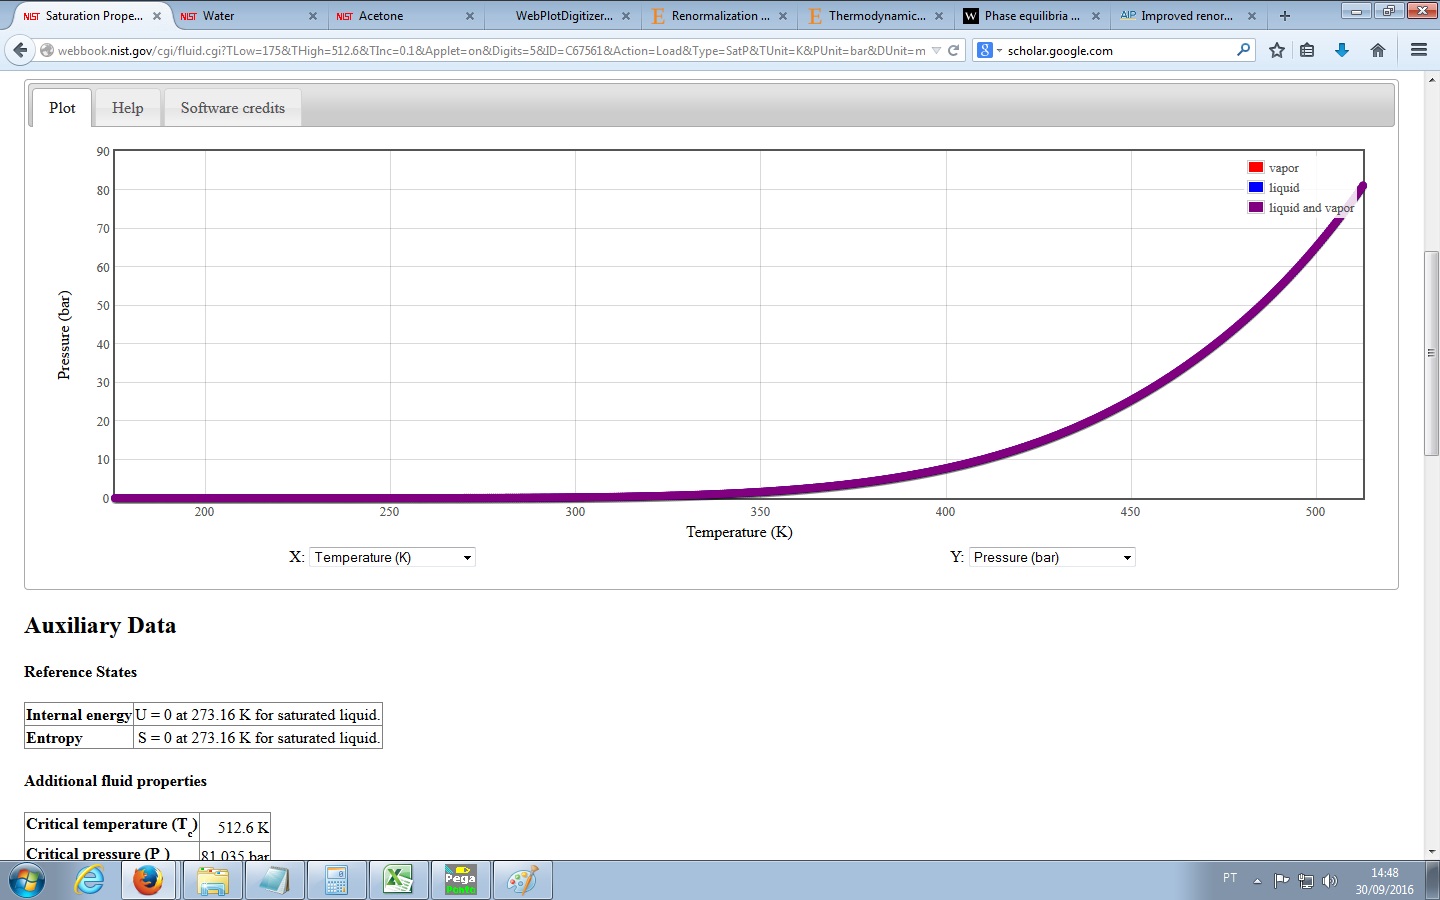 NIST Saturation Prope...
NIST Water
NIST Acetone
WebPlotDigitizer...
E Renormalization ...
E Thermodynamic...
W Phase equilibria ...
AIP Improved renor...
webbook.nist.gov/cgi/fluid.cgi?TLow=175&THigh=512.6&TInc=0.1&Applet=on&Digits=5&ID=C67561&Action=Load&Type=SatP&TUnit=K&PUnit=bar&DUnit=m
8 scholar.google.com
Plot
Help
Software credits
90
80
70
60
50
40
30
20
10
0
Pressure (bar)
vapor
liquid
liquid and vapor
200
250
300
350
400
450
500
Temperature (K)
X: Temperature (K)
Y: Pressure (bar)
Auxiliary Data
Reference States
Internal energy U = 0 at 273.16 K for saturated liquid.
Entropy S = 0 at 273.16 K for saturated liquid.
Additional fluid properties
Critical temperature (Tc) 512.6 K
Critical pressure (P ) 81.035 bar
Pega
Ponto
PT
14:48
30/09/2016